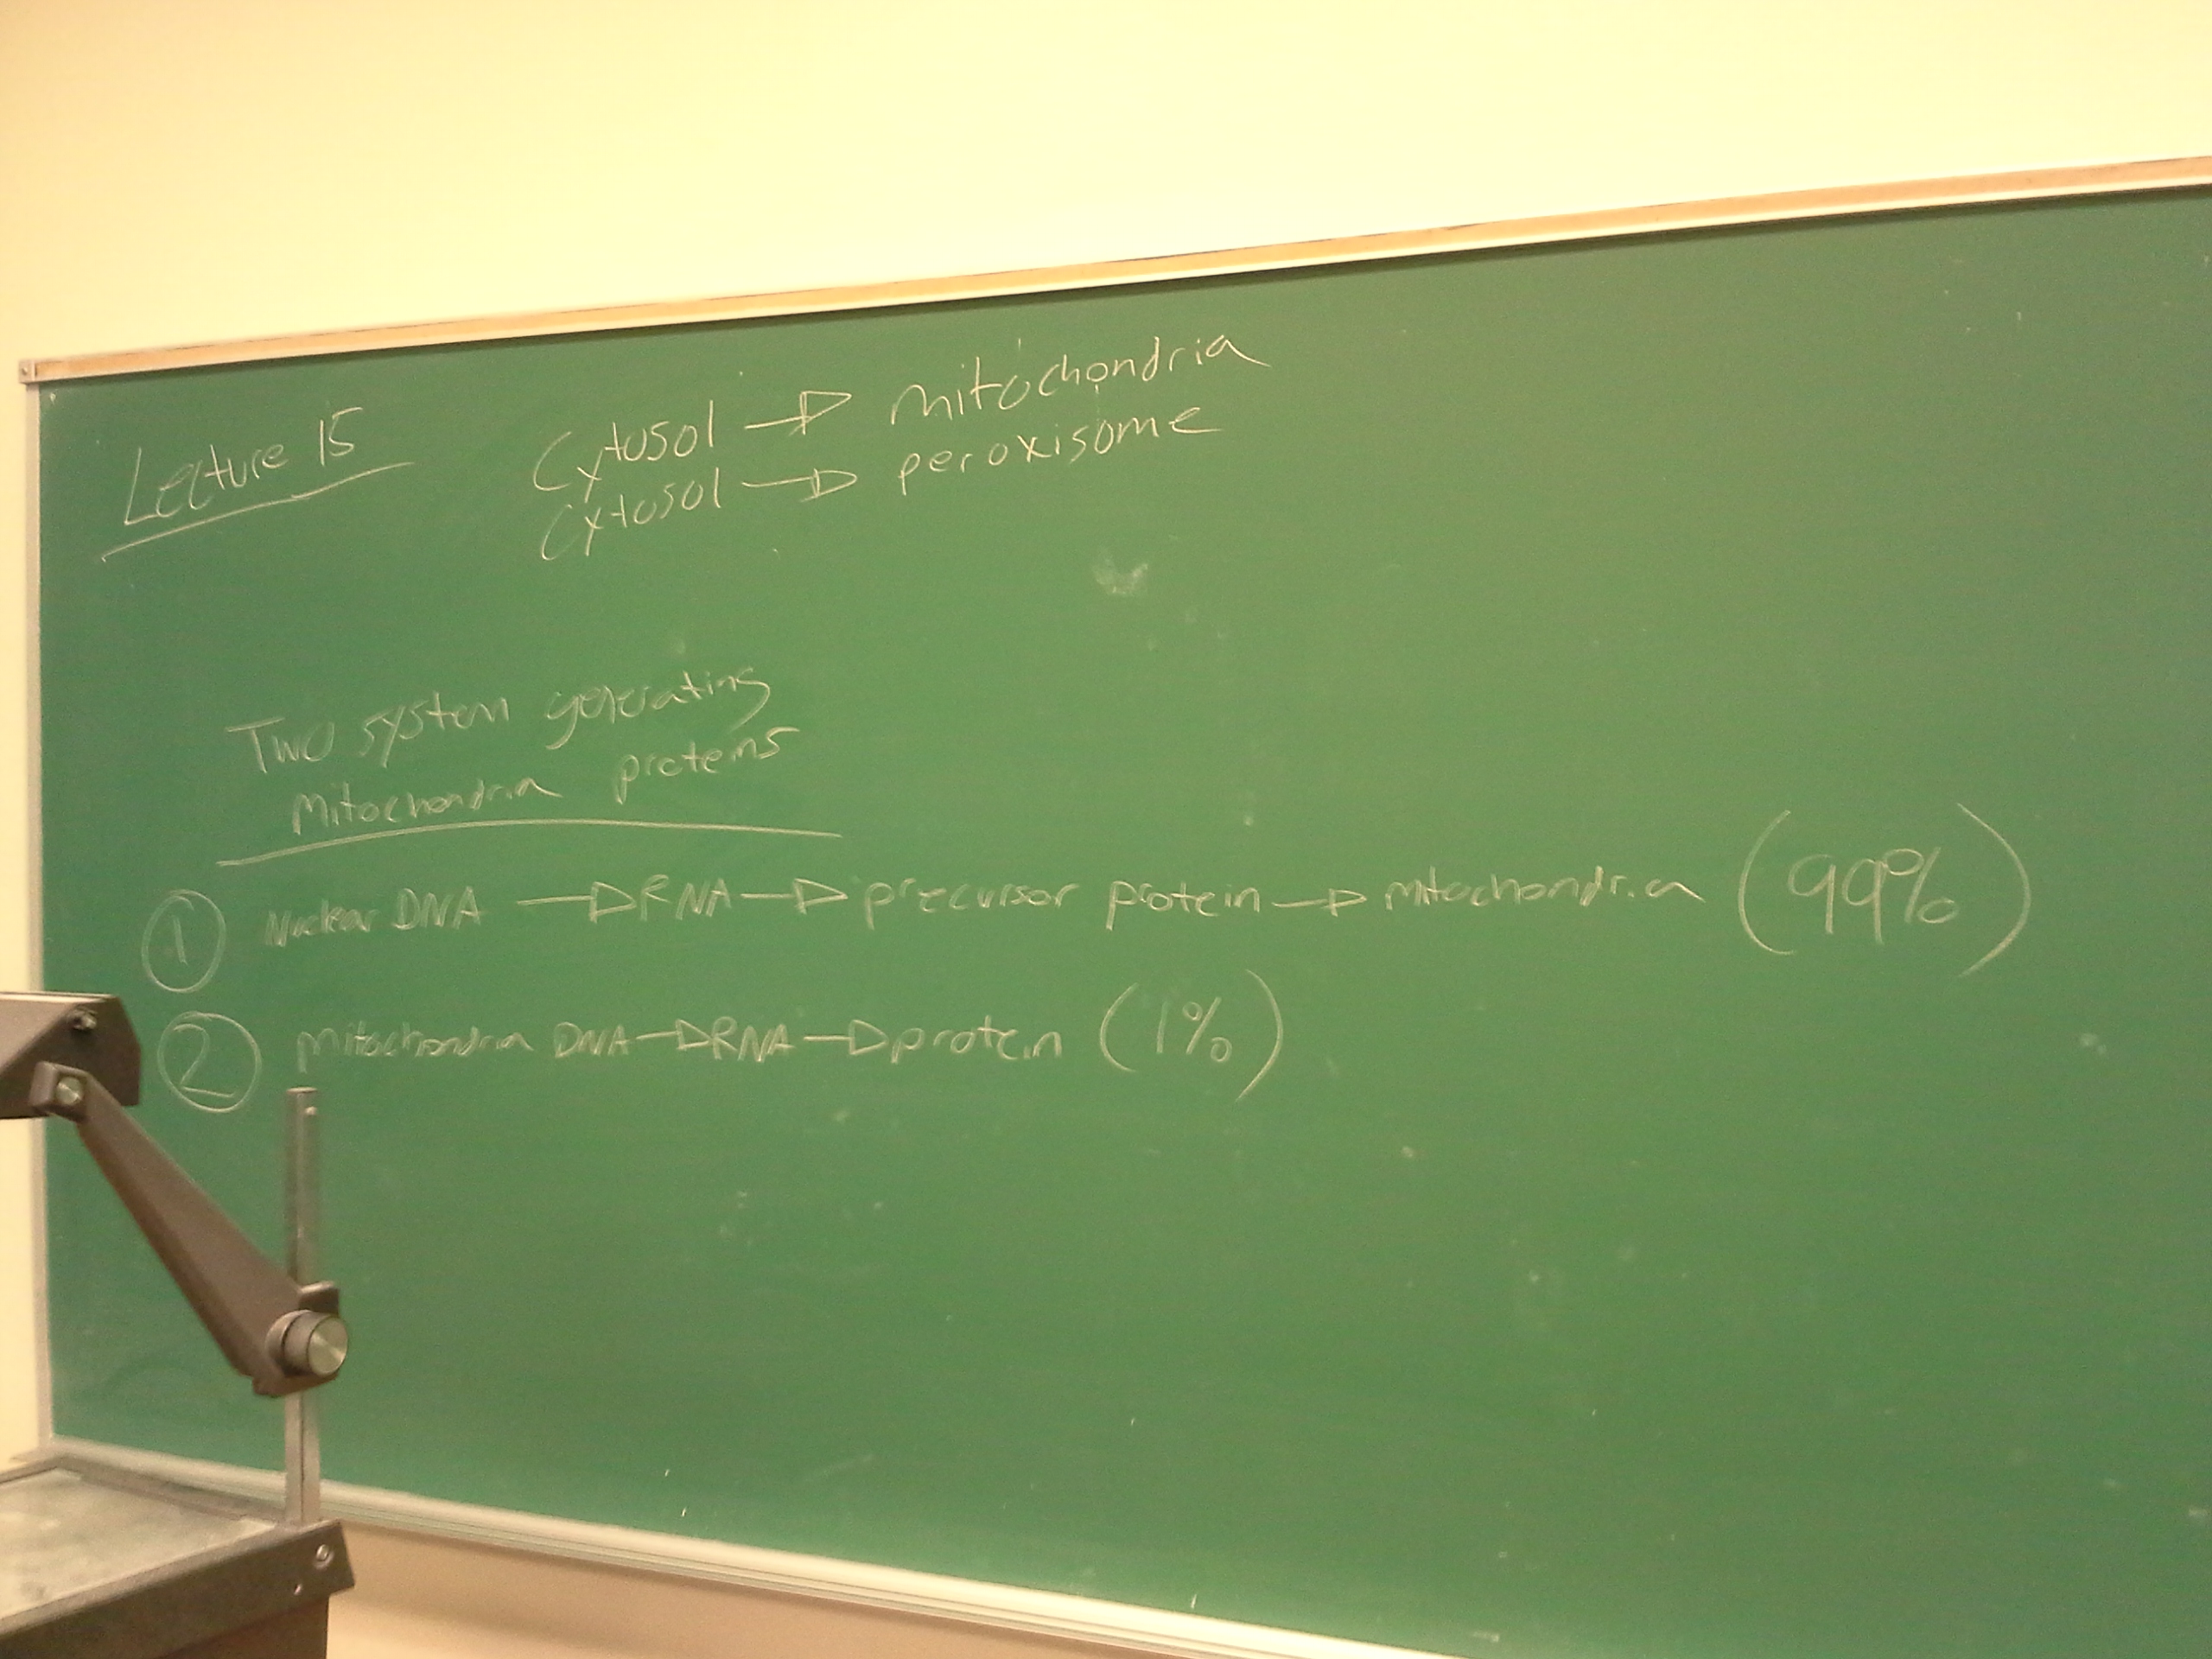 Lecture 15
Cytosol → mitochondria
Cytosol → peroxisome
Two system generating
Mitochondria proteins
① Nuclear DNA → RNA → precursor protein → mitochondria (99%)
② Mitochondria DNA → RNA → protein (1%)